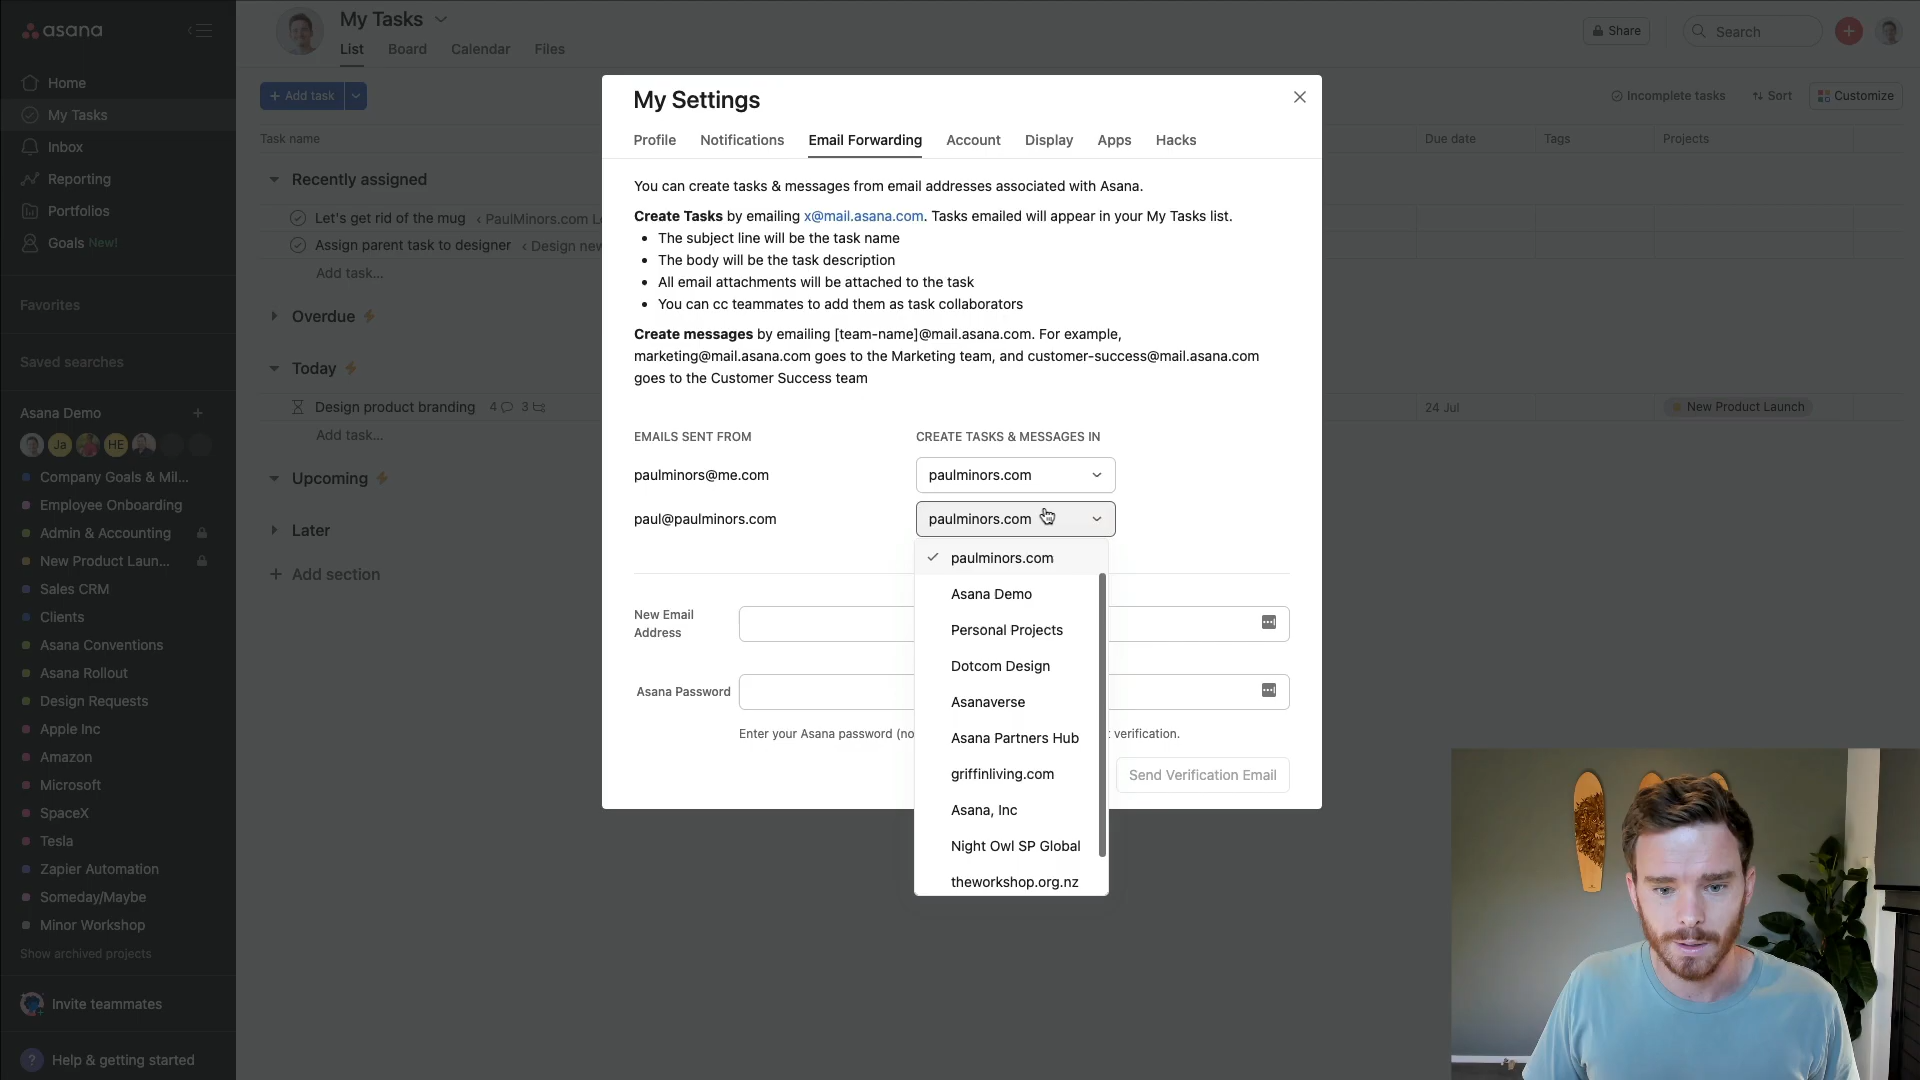 asana
Home
My Tasks
Inbox
Reporting
Portfolios
Goals New!
Favorites
Saved searches
Asana Demo
Ja
HE
Company Goals & Mil...
Employee Onboarding
Admin & Accounting
New Product Laun...
Sales CRM
Clients
Asana Conventions
Asana Rollout
Design Requests
Apple Inc
Amazon
Microsoft
SpaceX
Tesla
Zapier Automation
Someday/Maybe
Minor Workshop
Show archived projects
Invite teammates
? Help & getting started
My Tasks
List Board Calendar Files
Share
Search
+ Add task
Incomplete tasks
Sort
Customize
Task name
Due date
Tags
Projects
Recently assigned
Let's get rid of the mug ‹ PaulMinors.com
Assign parent task to designer ‹ Design new
Add task...
Overdue
Today
Design product branding 4 3
24 Jul
New Product Launch
Add task...
Upcoming
Later
+ Add section
My Settings
Profile Notifications Email Forwarding Account Display Apps Hacks
You can create tasks & messages from email addresses associated with Asana.
Create Tasks by emailing x@mail.asana.com. Tasks emailed will appear in your My Tasks list.
• The subject line will be the task name
• The body will be the task description
• All email attachments will be attached to the task
• You can cc teammates to add them as task collaborators
Create messages by emailing [team-name]@mail.asana.com. For example,
marketing@mail.asana.com goes to the Marketing team, and customer-success@mail.asana.com
goes to the Customer Success team
EMAILS SENT FROM CREATE TASKS & MESSAGES IN
paulminors@me.com paulminors.com
paul@paulminors.com paulminors.com
paulminors.com
Asana Demo
Personal Projects
Dotcom Design
Asanaverse
Asana Partners Hub
griffinliving.com
Asana, Inc
Night Owl SP Global
theworkshop.org.nz
New Email
Address
Asana Password
Enter your Asana password (no
verification.
Send Verification Email